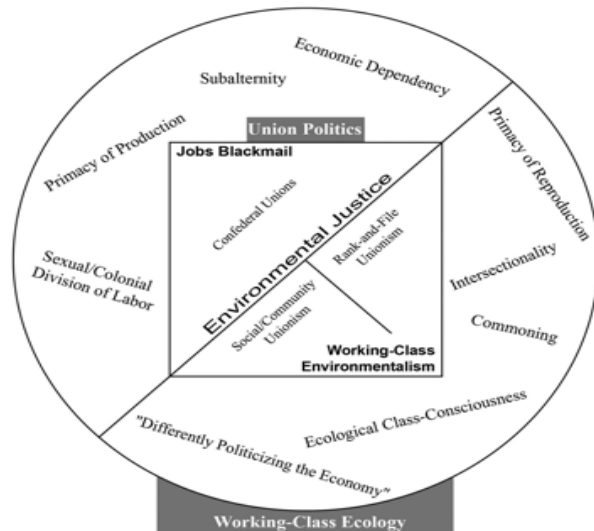 Economic Dependency
Subalternity
Union Politics
Primacy of Production
Jobs Blackmail
Primacy of Reproduction
Confederal Unions
Environmental Justice
Rank-and-File
Unionism
Sexual/Colonial
Division of Labor
Intersectionality
Social/Community
Unionism
Commoning
Working-Class
Environmentalism
Ecological Class-Consciousness
"Differently Politicizing the Economy"
Working-Class Ecology